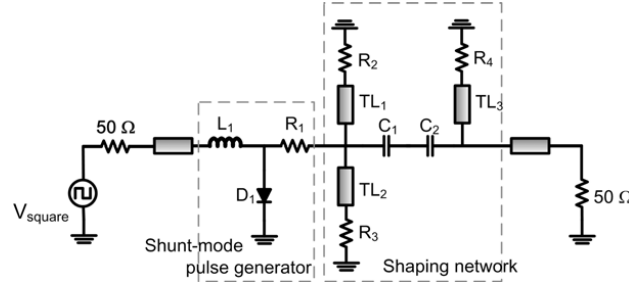 R₂
R₄
TL₁
TL₃
50 Ω
L₁
R₁
C₁
C₂
D₁
TL₂
V_square
50 Ω
R₃
Shunt-mode
pulse generator
Shaping network